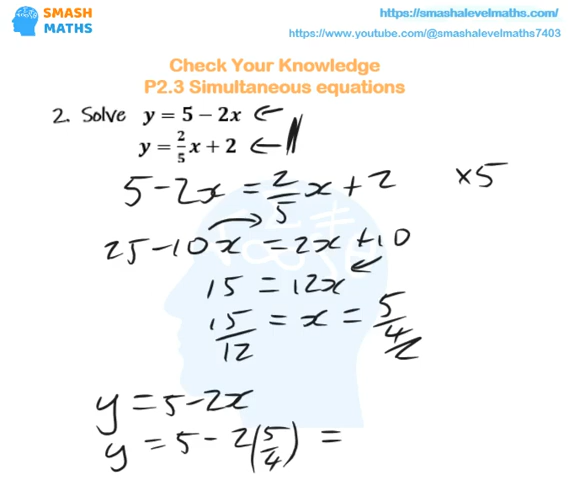 SMASH
MATHS
https://smashalevelmaths.com/
https://www.youtube.com/@smashalevelmaths7403
Check Your Knowledge
P2.3 Simultaneous equations
2. Solve y = 5 − 2x
y = 2/5 x + 2
5 − 2x = 2/5 x + 2 ×5
25 − 10x = 2x + 10
15 = 12x
15/12 = x = 5/4
y = 5 − 2x
y = 5 − 2(5/4) =